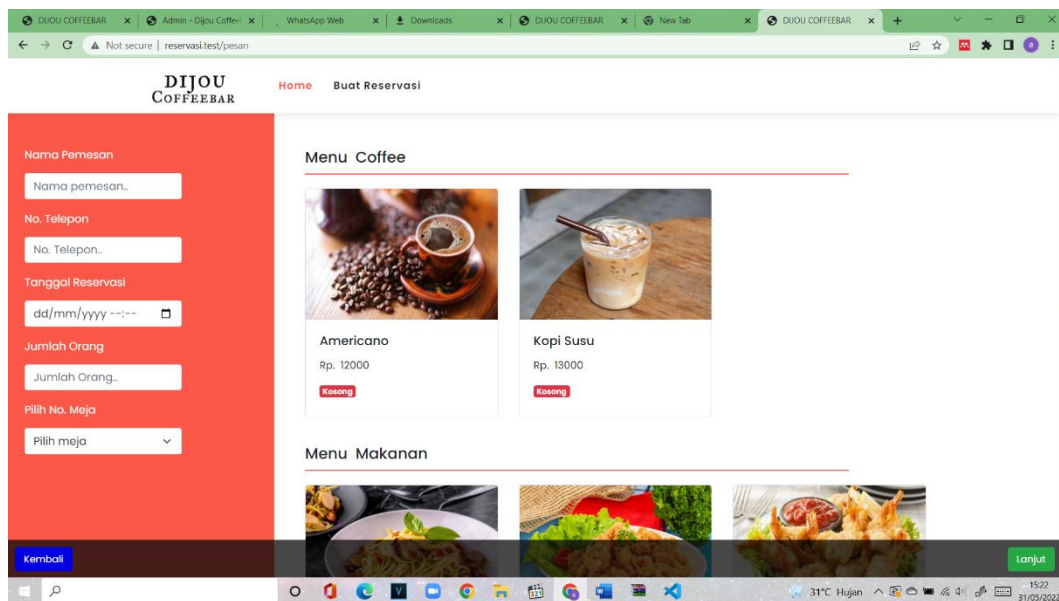 DIJOU COFFEEBAR
Admin - Dijou Coffee
WhatsApp Web
Downloads
DIJOU COFFEEBAR
New Tab
DIJOU COFFEEBAR
Not secure | reservasi.test/pesan
DIJOU
COFFEEBAR
Home
Buat Reservasi
Nama Pemesan
Nama pemesan..
No. Telepon
No. Telepon..
Tanggal Reservasi
dd/mm/yyyy --:--
Jumlah Orang
Jumlah Orang..
Pilih No. Meja
Pilih meja
Menu Coffee
Americano
Rp. 12000
Kosong
Kopi Susu
Rp. 13000
Kosong
Menu Makanan
Kembali
Lanjut
31°C Hujan
15:22
31/05/2022